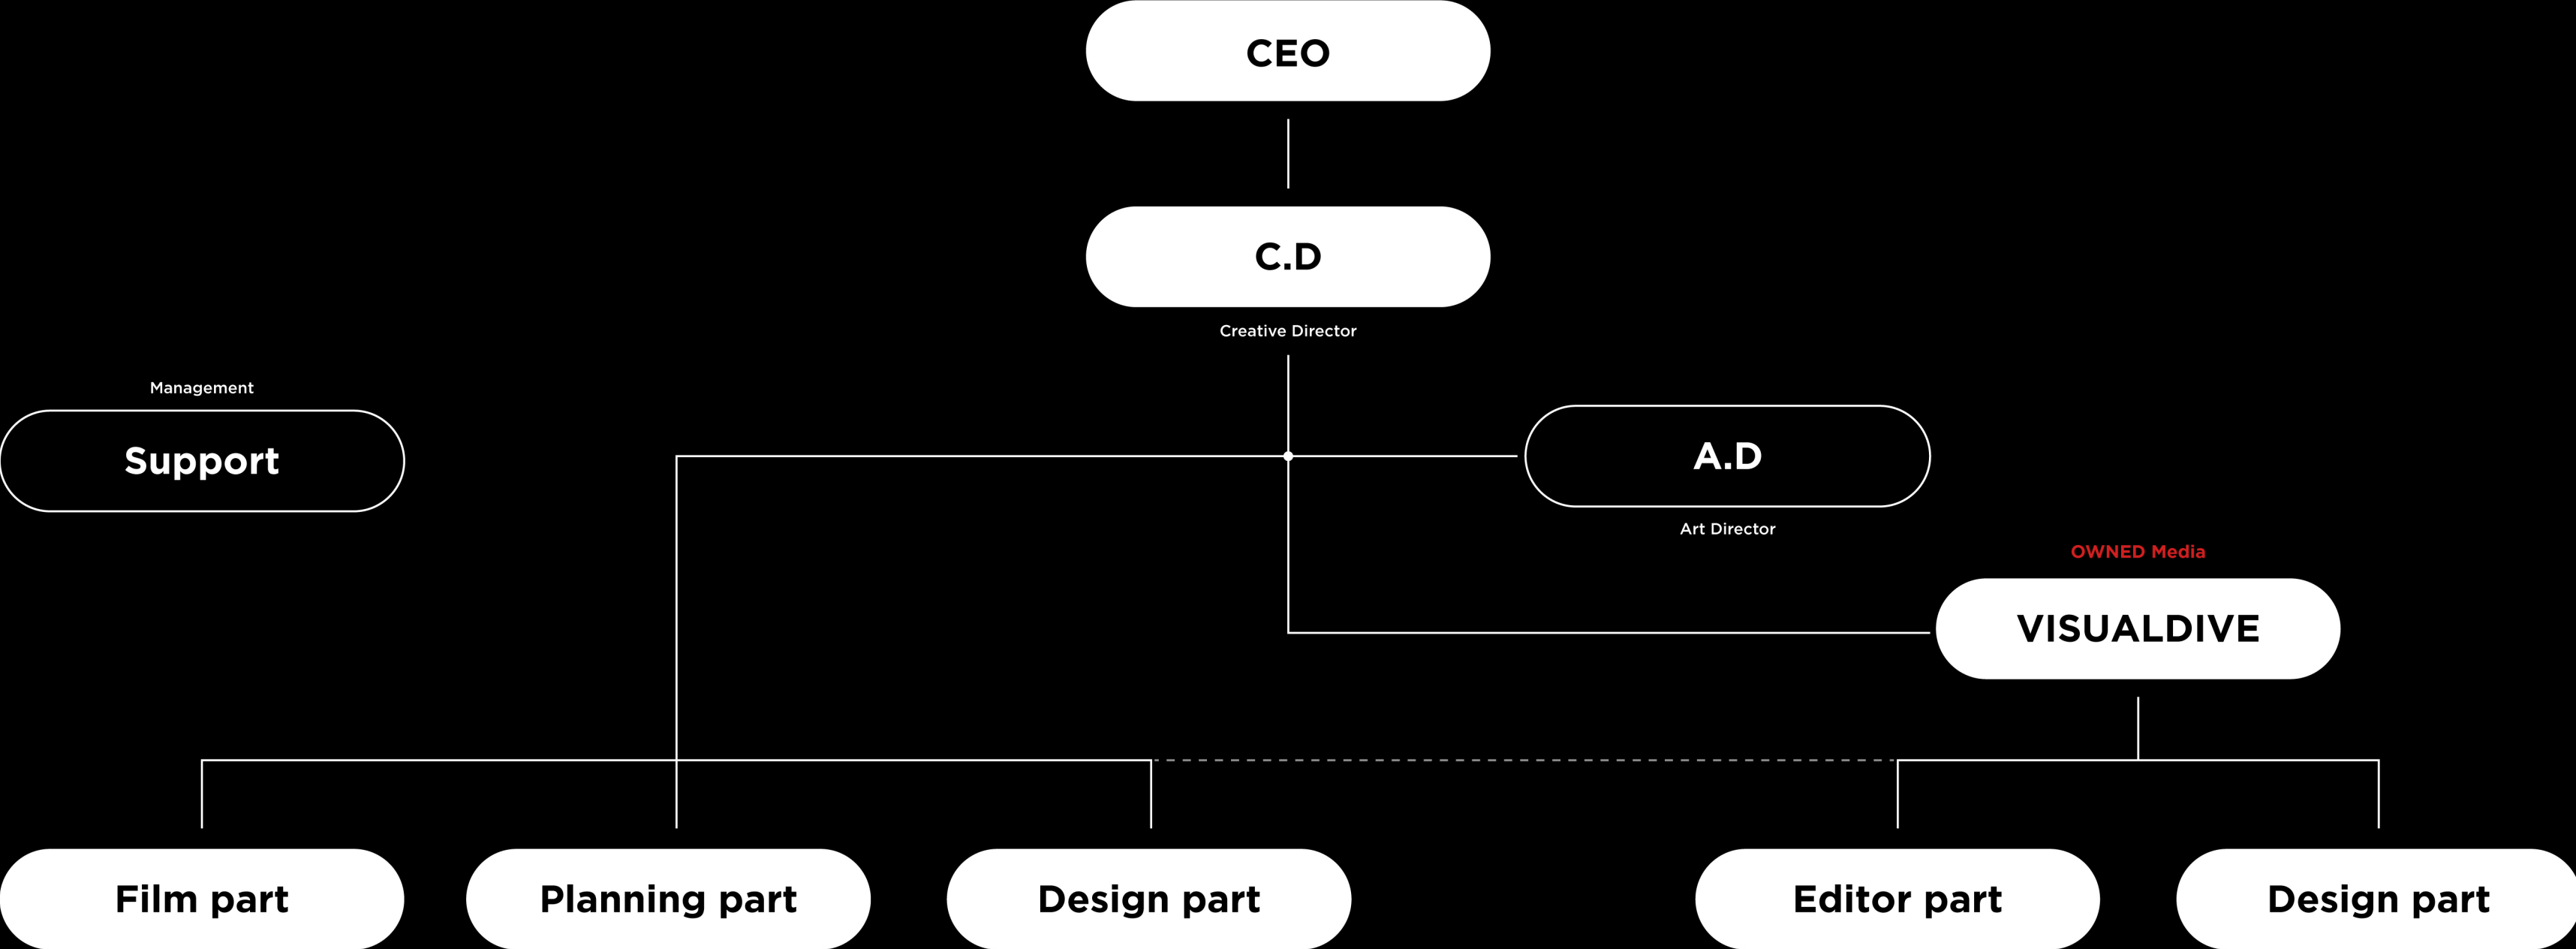 CEO
C.D
Creative Director
Management
Support
A.D
Art Director
OWNED Media
VISUALDIVE
Film part
Planning part
Design part
Editor part
Design part